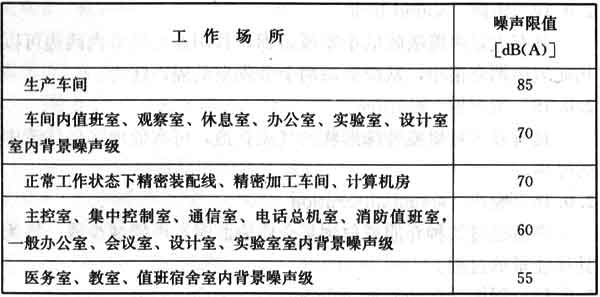 工作场所
噪声限值
[dB(A)]
生产车间
85
车间内值班室、观察室、休息室、办公室、实验室、设计室
室内背景噪声级
70
正常工作状态下精密装配线、精密加工车间、计算机房
70
主控室、集中控制室、通信室、电话总机室、消防值班室，
一般办公室、会议室、设计室、实验室室内背景噪声级
60
医务室、教室、值班宿舍室内背景噪声级
55